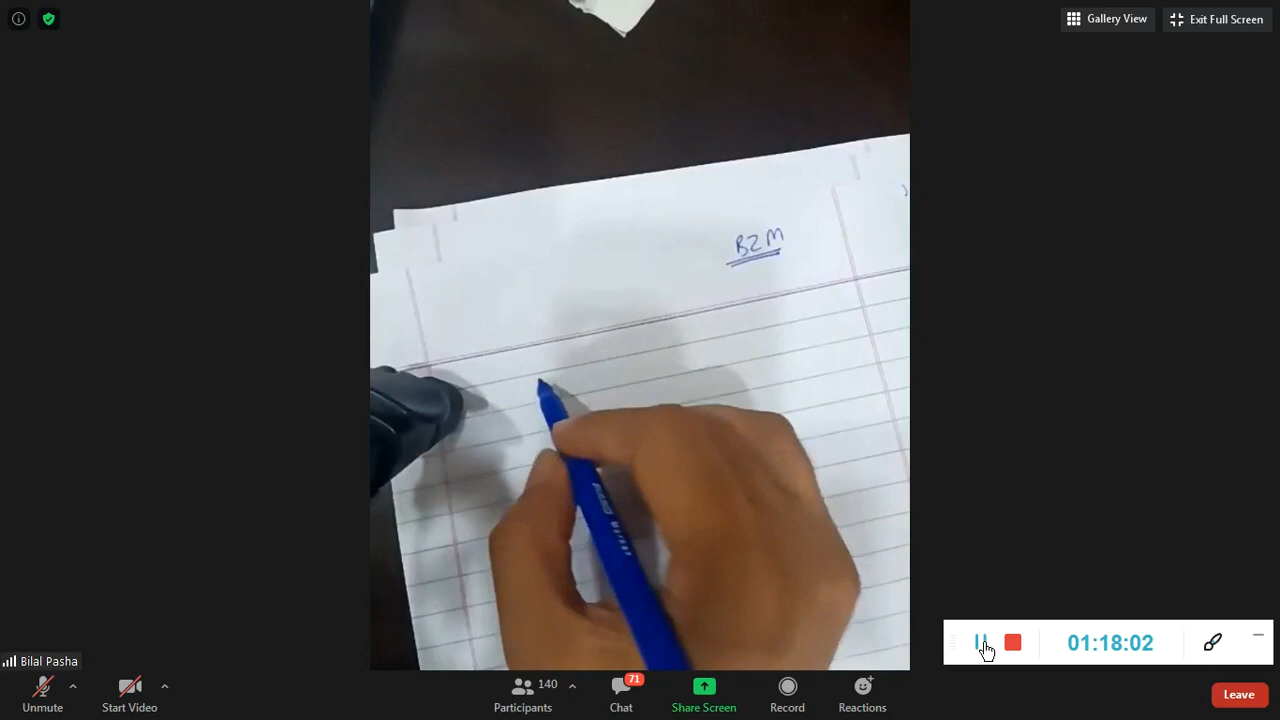 Gallery View
Exit Full Screen
BZM
01:18:02
Bilal Pasha
Unmute
Start Video
140
Participants
71
Chat
Share Screen
Record
Reactions
Leave